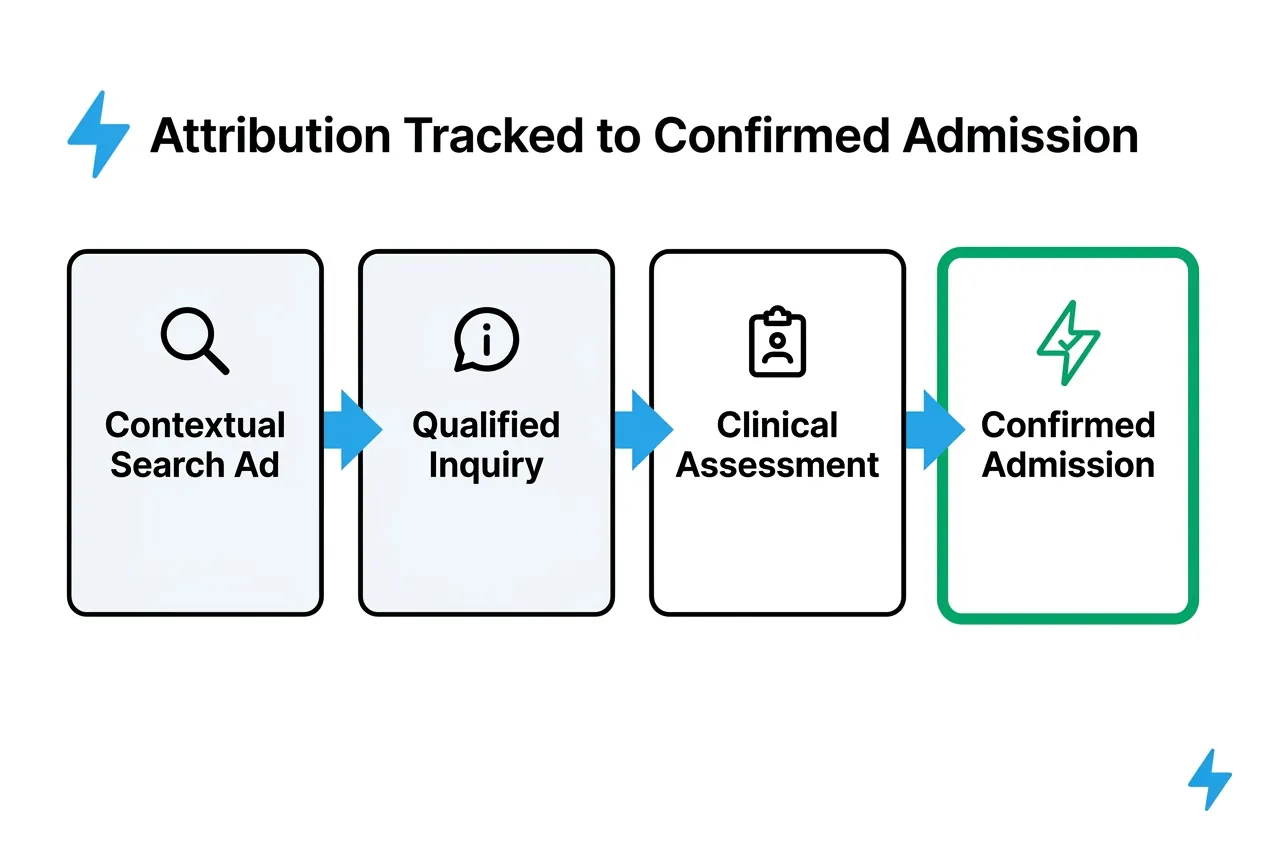 Attribution Tracked to Confirmed Admission
Contextual
Search Ad
Qualified
Inquiry
Clinical
Assessment
Confirmed
Admission